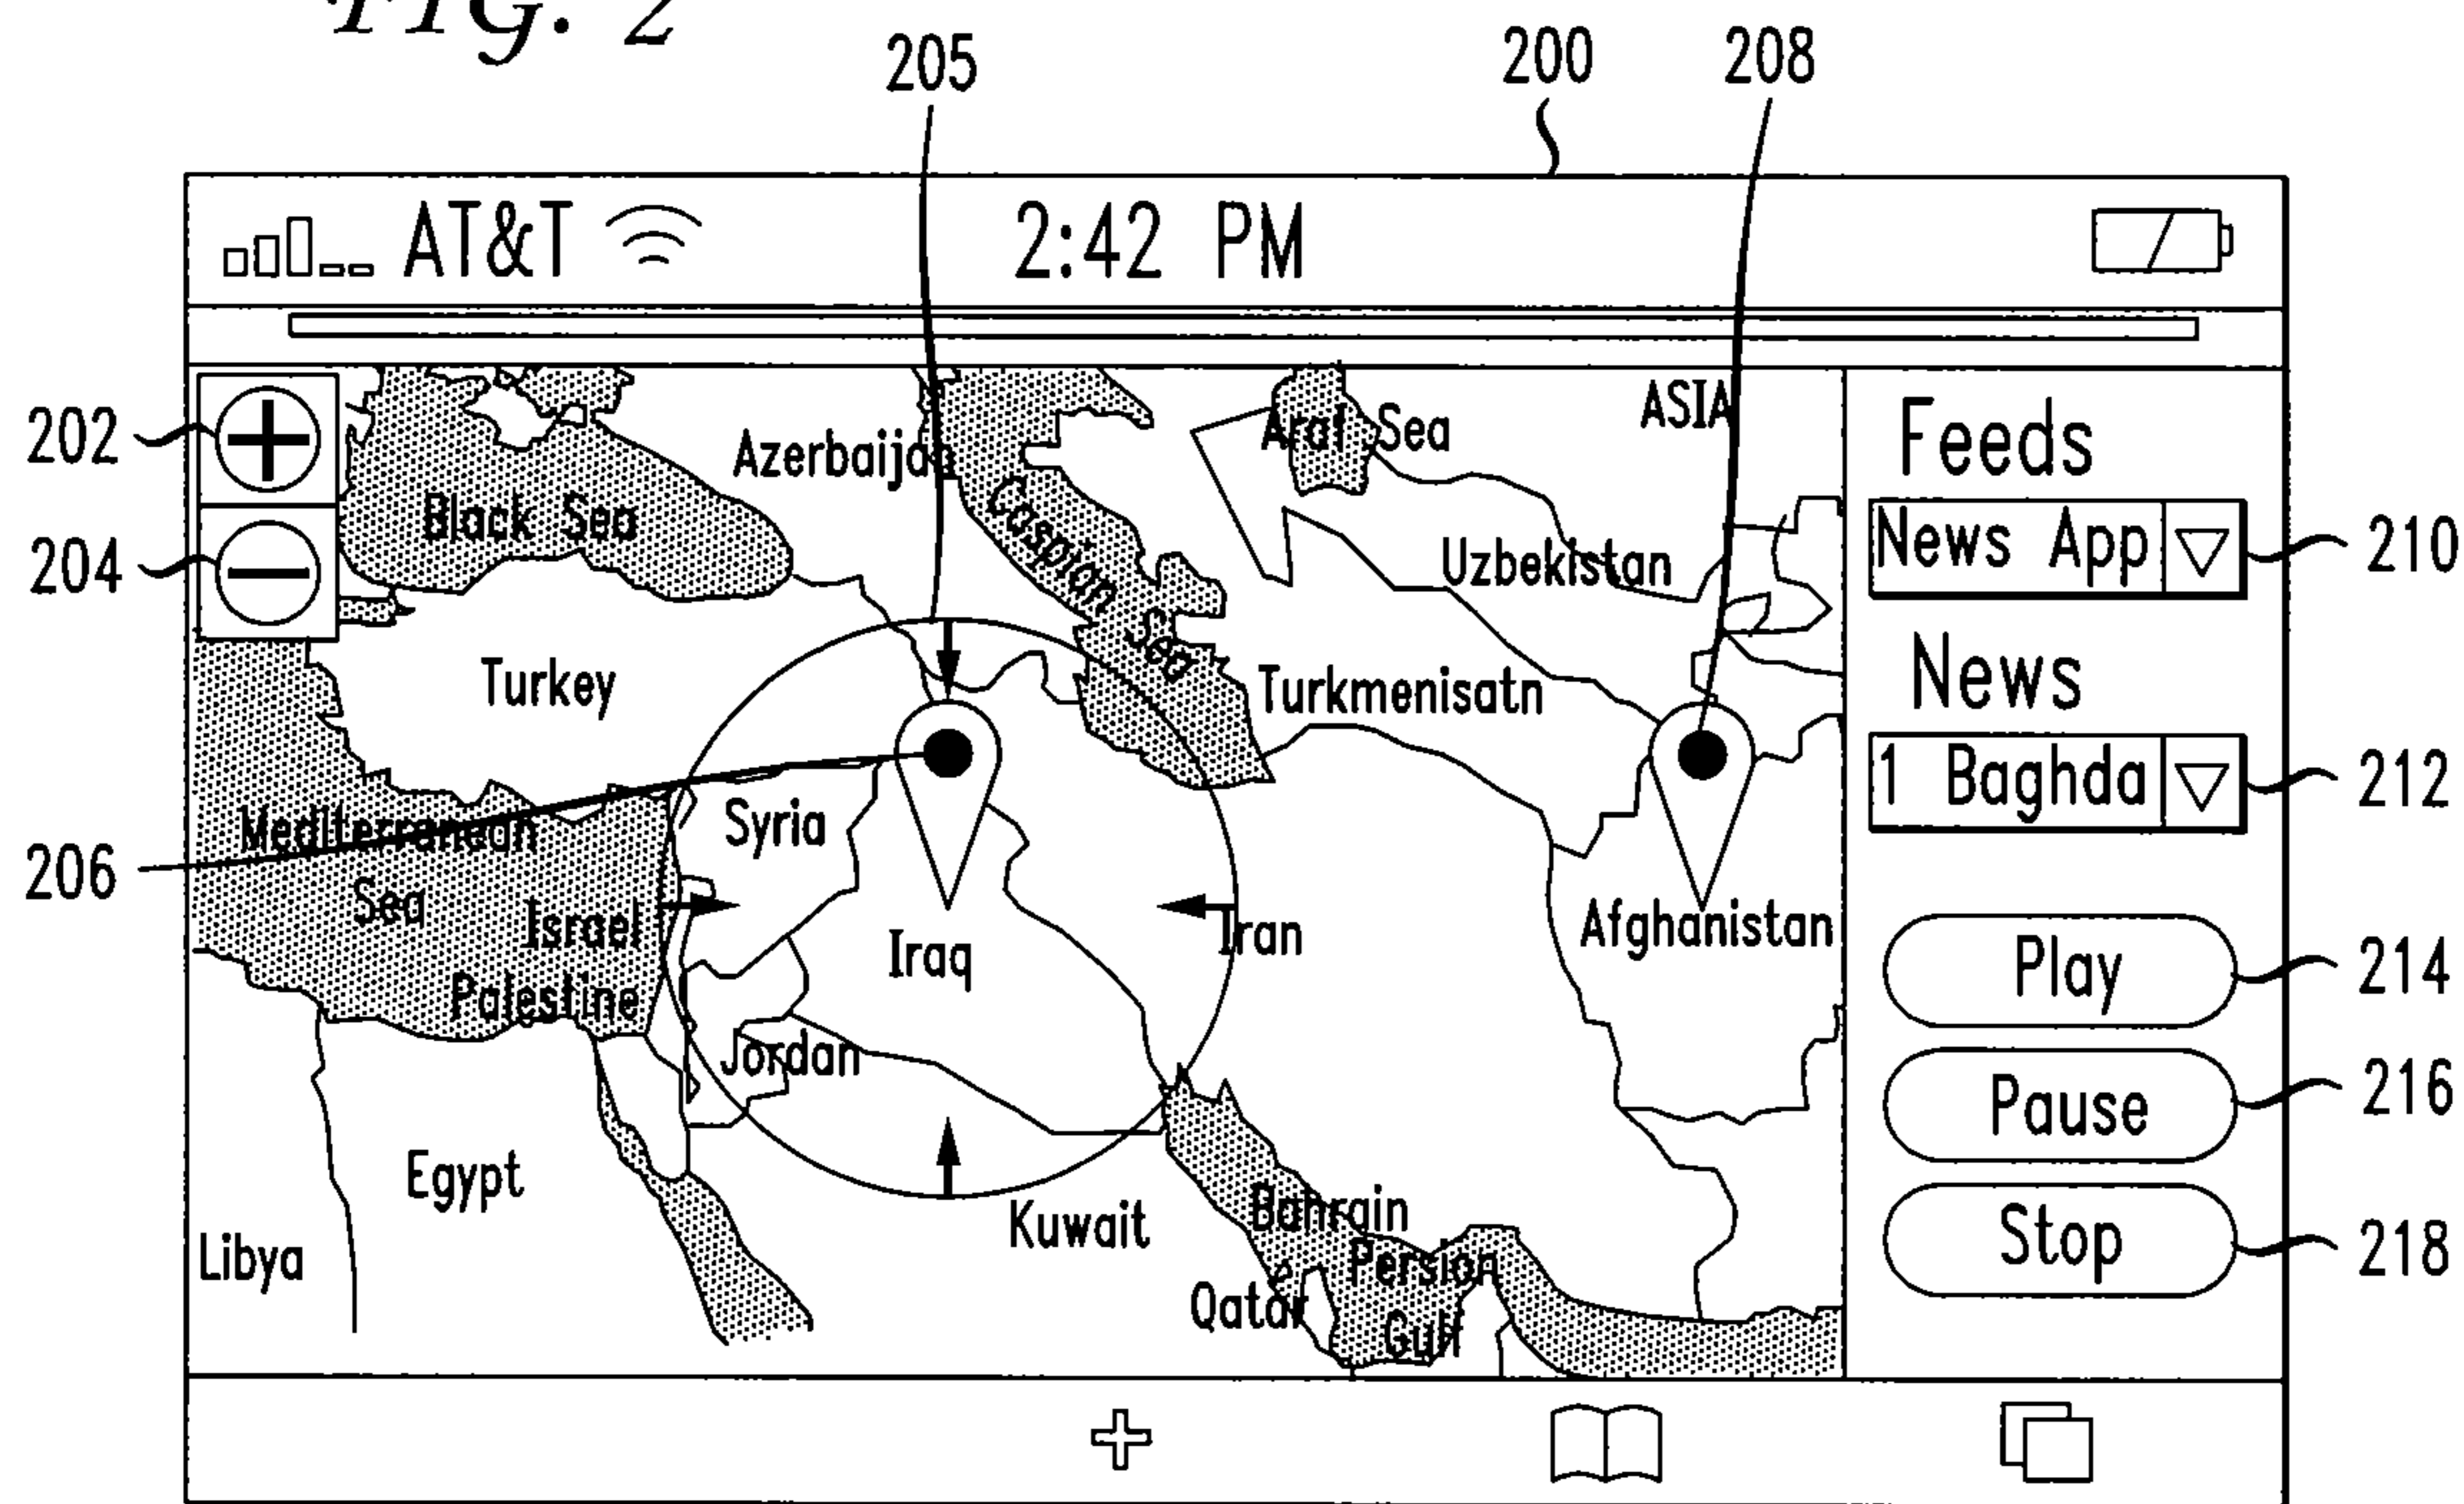 FIG. 2
205
200
208
AT&T
2:42 PM
202
204
206
Black Sea
Azerbaijan
Caspian Sea
Aral Sea
ASIA
Uzbekistan
Turkey
Turkmenisatn
Mediterranean
Sea
Syria
Israel
Palestine
Iraq
Iran
Afghanistan
Jordan
Egypt
Libya
Kuwait
Bahrain
Qatar
Persion
Gulf
Feeds
News App
210
News
1 Baghda
212
Play
214
Pause
216
Stop
218